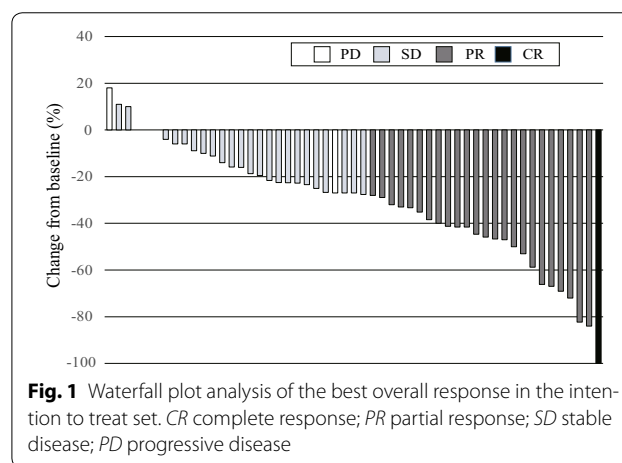 40
20
0
-20
-40
-60
-80
-100
Change from baseline (%)
PD SD PR CR
Fig. 1 Waterfall plot analysis of the best overall response in the inten-
tion to treat set. CR complete response; PR partial response; SD stable
disease; PD progressive disease